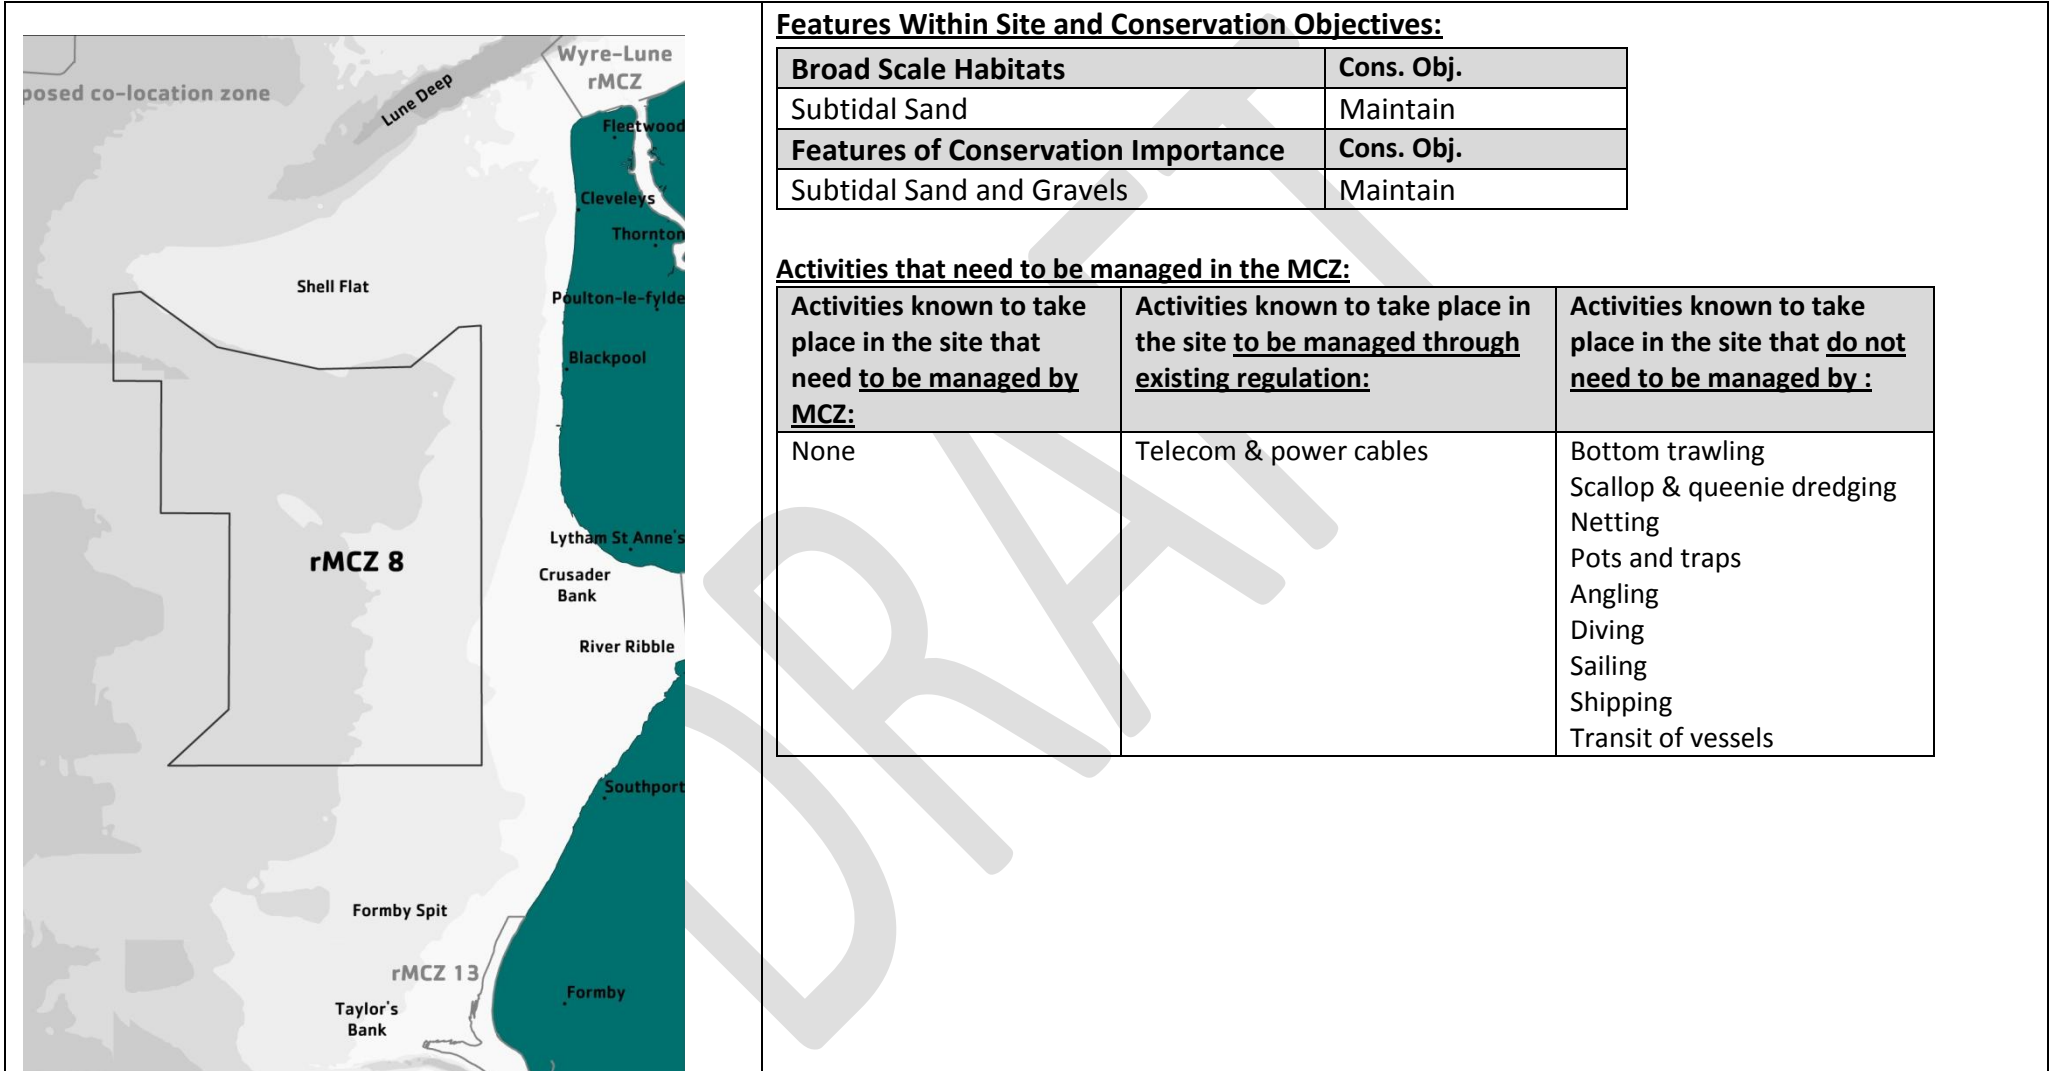 Wyre-Lune
rMCZ
posed co-location zone
Lune Deep
Fleetwood
Cleveleys
Thornton
Shell Flat
Poulton-le-fylde
Blackpool
Lytham St Anne's
rMCZ 8
Crusader
Bank
River Ribble
Southport
Formby Spit
rMCZ 13
Formby
Taylor's
Bank
Features Within Site and Conservation Objectives:
Broad Scale Habitats Cons. Obj.
Subtidal Sand Maintain
Features of Conservation Importance Cons. Obj.
Subtidal Sand and Gravels Maintain
Activities that need to be managed in the MCZ:
Activities known to take
place in the site that
need to be managed by
MCZ:
Activities known to take place in
the site to be managed through
existing regulation:
Activities known to take
place in the site that do not
need to be managed by :
None
Telecom & power cables
Bottom trawling
Scallop & queenie dredging
Netting
Pots and traps
Angling
Diving
Sailing
Shipping
Transit of vessels
DRAFT